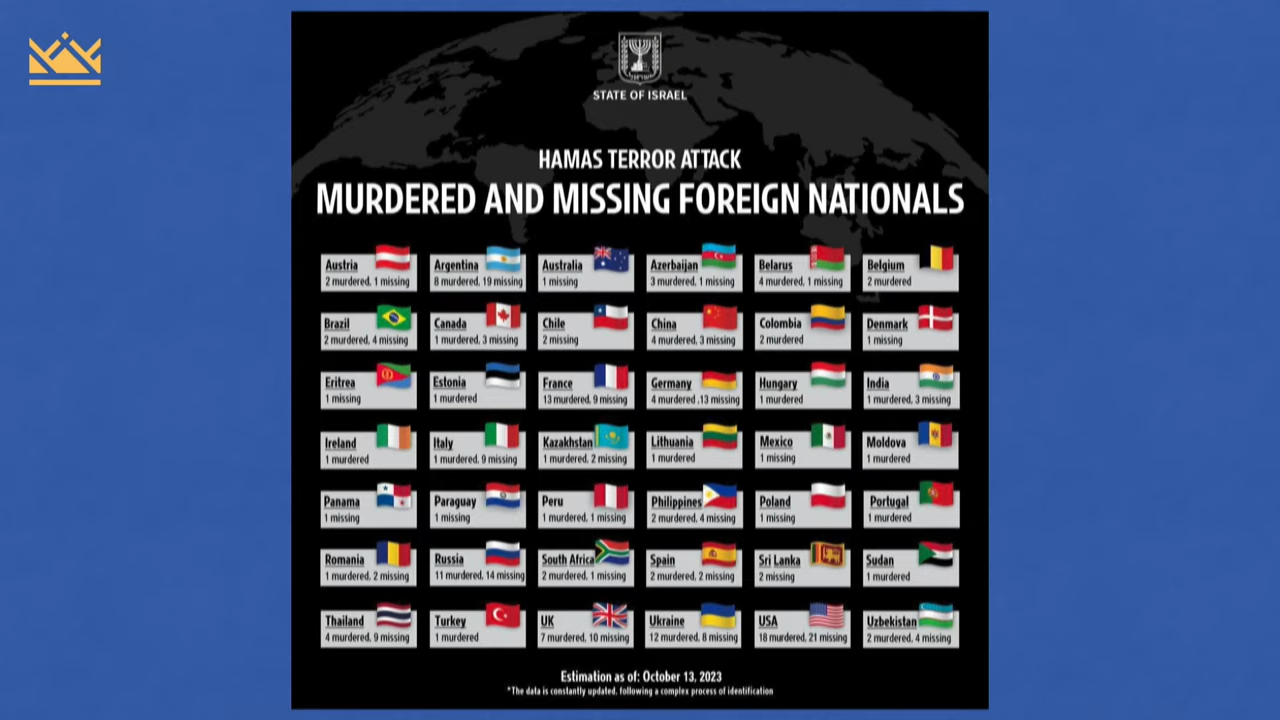 STATE OF ISRAEL
HAMAS TERROR ATTACK
MURDERED AND MISSING FOREIGN NATIONALS
Austria
2 murdered, 1 missing
Argentina
8 murdered, 19 missing
Australia
1 missing
Azerbaijan
3 murdered, 1 missing
Belarus
4 murdered, 1 missing
Belgium
2 murdered
Brazil
2 murdered, 4 missing
Canada
1 murdered, 3 missing
Chile
2 missing
China
4 murdered, 3 missing
Colombia
2 murdered
Denmark
1 missing
Eritrea
1 missing
Estonia
1 murdered
France
13 murdered, 9 missing
Germany
4 murdered ,13 missing
Hungary
1 murdered
India
1 murdered, 3 missing
Ireland
1 murdered
Italy
1 murdered, 9 missing
Kazakhstan
1 murdered, 2 missing
Lithuania
1 murdered
Mexico
1 missing
Moldova
1 murdered
Panama
1 missing
Paraguay
1 missing
Peru
1 murdered, 1 missing
Philippines
2 murdered, 4 missing
Poland
1 missing
Portugal
1 murdered
Romania
1 murdered, 2 missing
Russia
11 murdered, 14 missing
South Africa
2 murdered, 1 missing
Spain
2 murdered, 2 missing
Sri Lanka
2 missing
Sudan
1 murdered
Thailand
4 murdered, 9 missing
Turkey
1 murdered
UK
7 murdered, 10 missing
Ukraine
12 murdered, 8 missing
USA
18 murdered, 21 missing
Uzbekistan
2 murdered, 4 missing
Estimation as of: October 13, 2023
*The data is constantly updated, following a complex process of identification